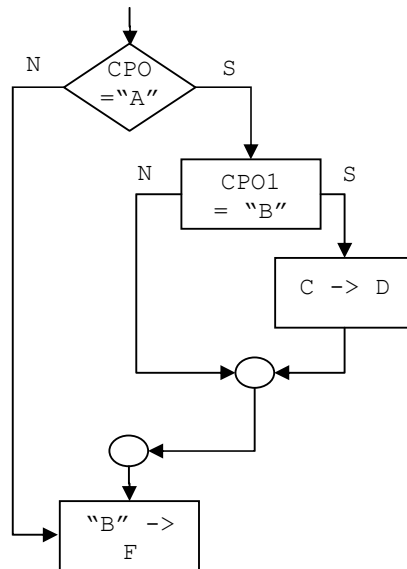 N
CPO
="A"
S
N
CPO1
= "B"
S
C -> D
"B" ->
F